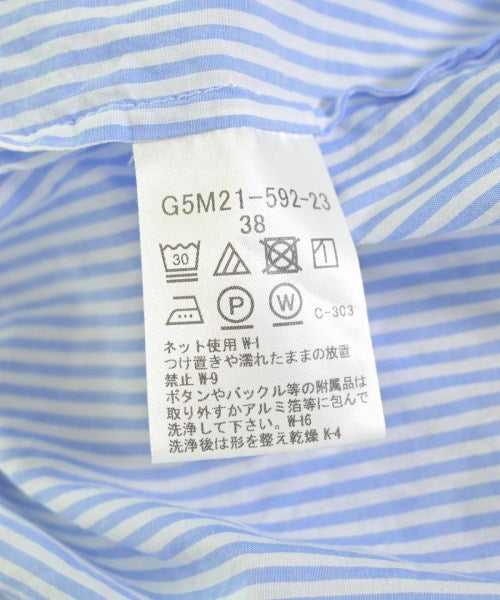 G5M21-592-23
38
30
P W C-303
ネット使用 W-1
つけ置きや濡れたままの放置
禁止 W-9
ボタンやバックル等の附属品は
取り外すかアルミ箔等に包んで
洗浄して下さい。W-16
洗浄後は形を整え乾燥 K-4